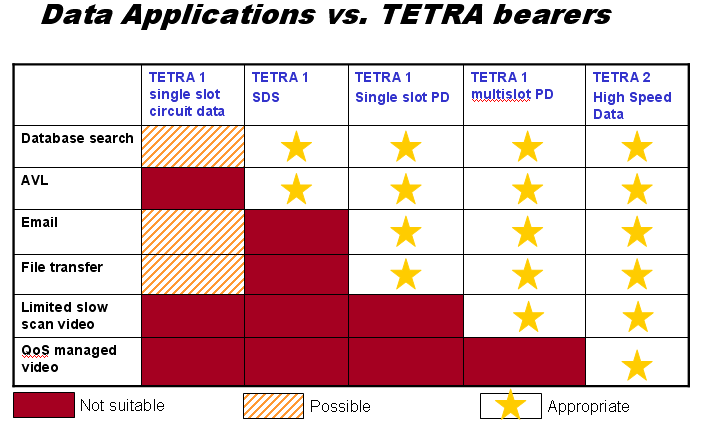 Data Applications vs. TETRA bearers
TETRA 1
single slot
circuit data
TETRA 1
SDS
TETRA 1
Single slot PD
TETRA 1
multislot PD
TETRA 2
High Speed
Data
Database search
AVL
Email
File transfer
Limited slow
scan video
QoS managed
video
Not suitable
Possible
Appropriate